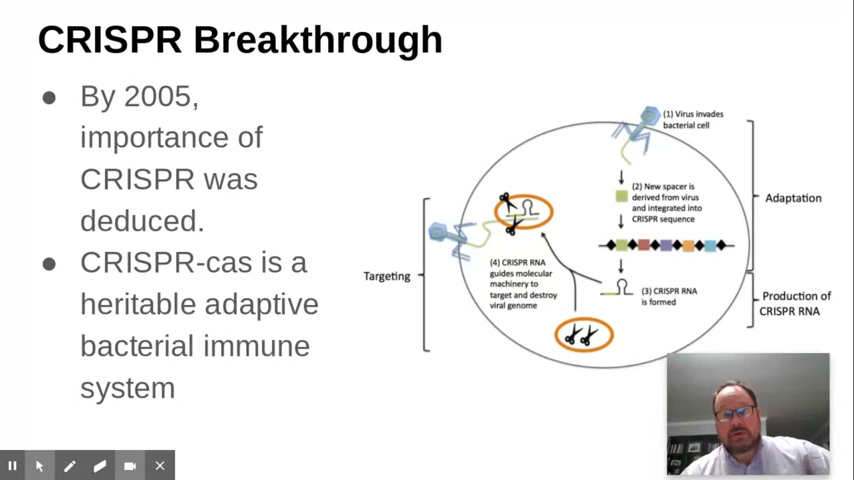 CRISPR Breakthrough
● By 2005,
importance of
CRISPR was
deduced.
● CRISPR-cas is a
heritable adaptive
bacterial immune
system
(1) Virus invades
bacterial cell
(2) New spacer is
derived from virus
and integrated into
CRISPR sequence
Adaptation
(3) CRISPR RNA
is formed
Production of
CRISPR RNA
(4) CRISPR RNA
guides molecular
machinery to
target and destroy
viral genome
Targeting